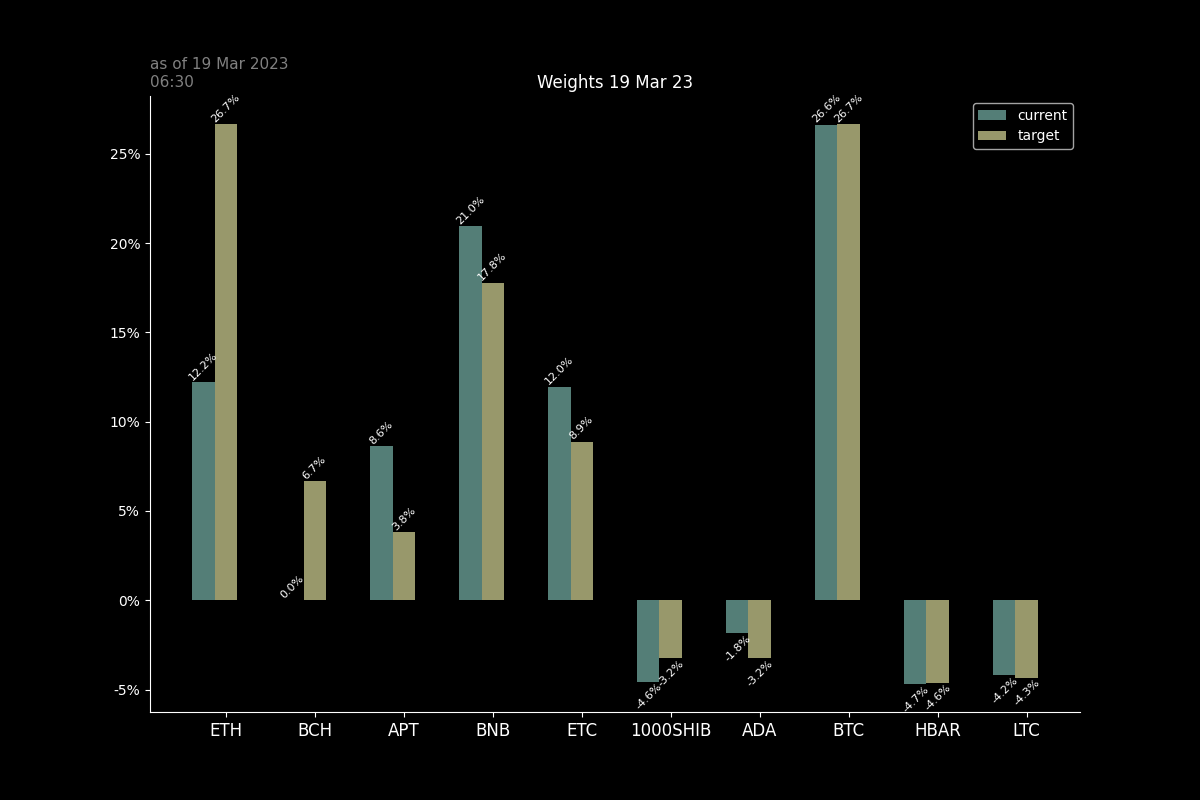 as of 19 Mar 2023
06:30
Weights 19 Mar 23
current
target
25%
20%
15%
10%
5%
0%
-5%
12.2%
26.7%
0.0%
6.7%
8.6%
3.8%
21.0%
17.8%
12.0%
8.9%
-4.6%
-3.2%
-1.8%
-3.2%
26.6%
26.7%
-4.7%
-4.6%
-4.2%
-4.3%
ETH
BCH
APT
BNB
ETC
1000SHIB
ADA
BTC
HBAR
LTC